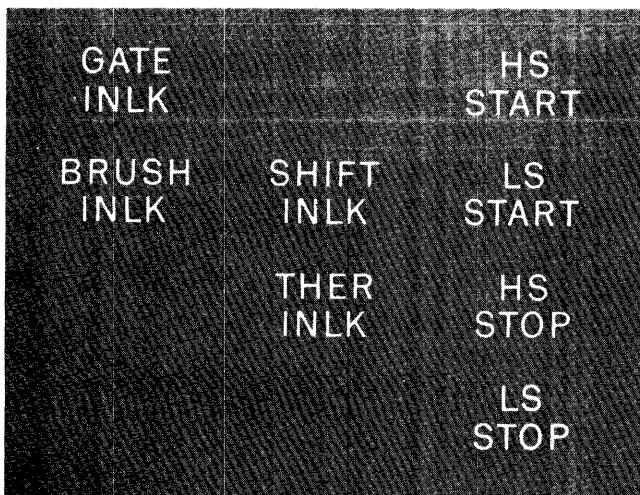 GATE
INLK
HS
START
BRUSH
INLK
SHIFT
INLK
LS
START
THER
INLK
HS
STOP
LS
STOP